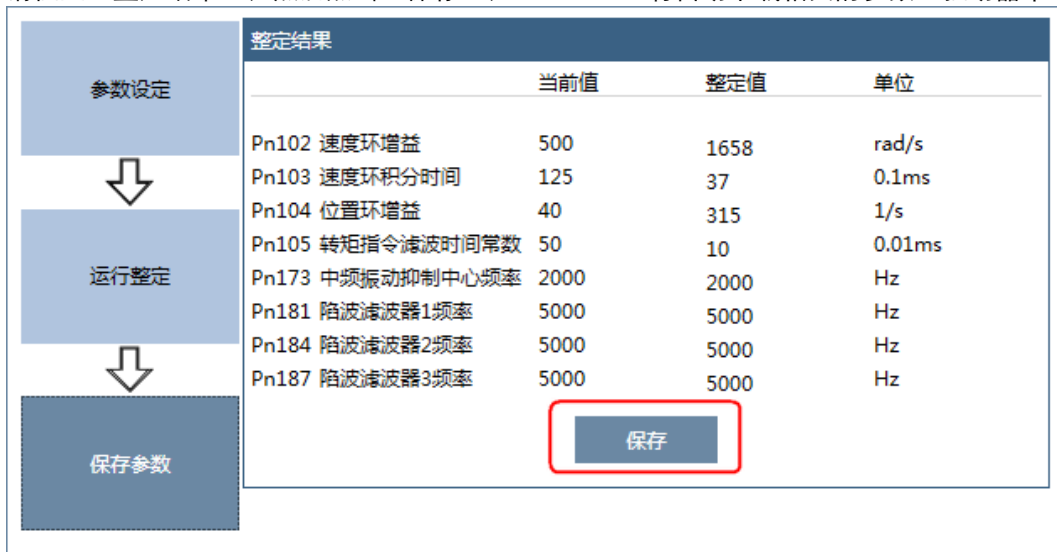 整定结果
当前值 整定值 单位
参数设定
Pn102 速度环增益 500 1658 rad/s
Pn103 速度环积分时间 125 37 0.1ms
Pn104 位置环增益 40 315 1/s
Pn105 转矩指令滤波时间常数 50 10 0.01ms
运行整定
Pn173 中频振动抑制中心频率 2000 2000 Hz
Pn181 陷波滤波器1频率 5000 5000 Hz
Pn184 陷波滤波器2频率 5000 5000 Hz
Pn187 陷波滤波器3频率 5000 5000 Hz
保存
保存参数